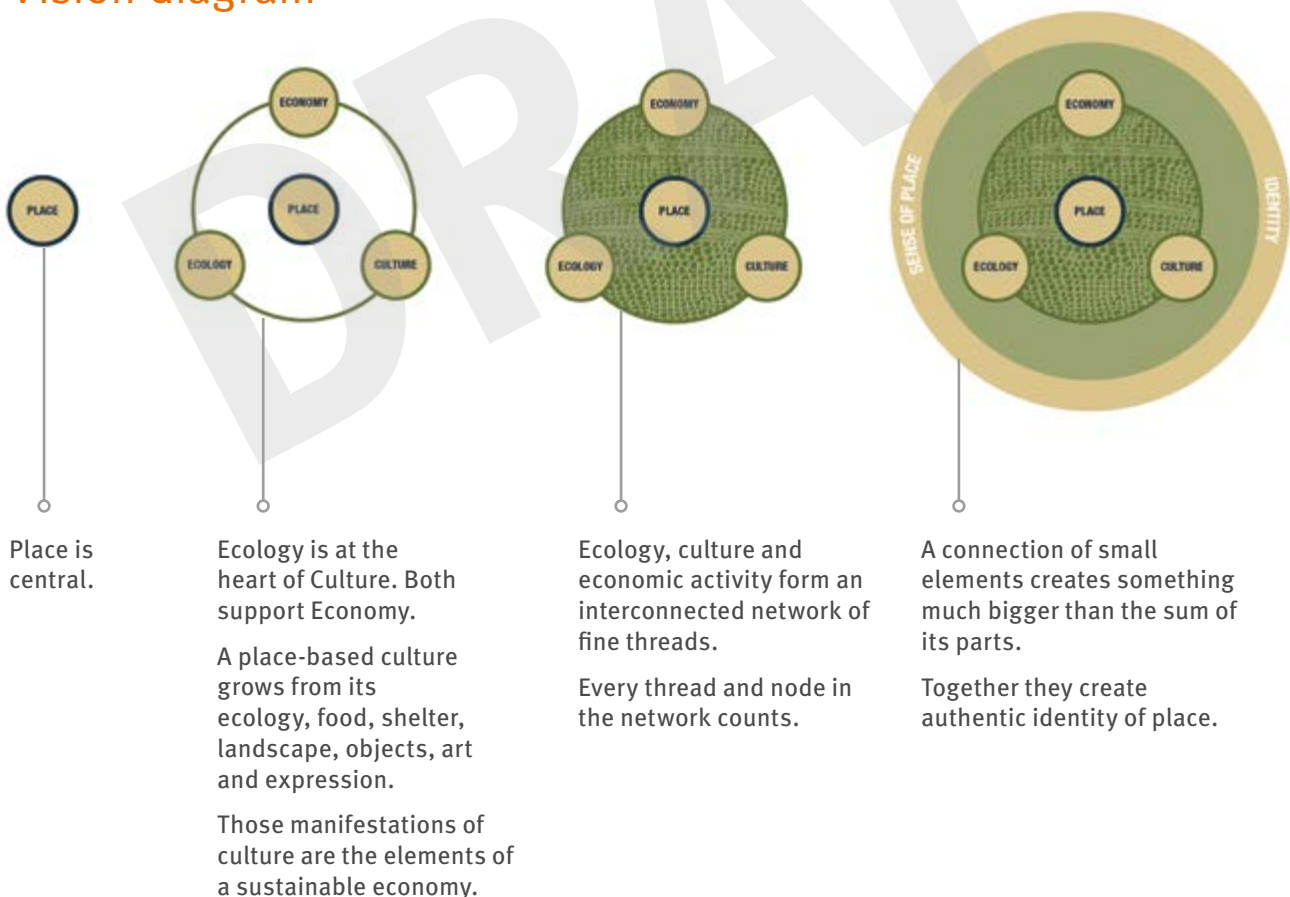 Vision diagram
DRAFT
PLACE
ECONOMY
PLACE
ECOLOGY
CULTURE
ECONOMY
PLACE
ECOLOGY
CULTURE
SENSE OF PLACE
ECONOMY
PLACE
ECOLOGY
CULTURE
IDENTITY
Place is
central.
Ecology is at the
heart of Culture. Both
support Economy.
A place-based culture
grows from its
ecology, food, shelter,
landscape, objects, art
and expression.
Those manifestations of
culture are the elements of
a sustainable economy.
Ecology, culture and
economic activity form an
interconnected network of
fine threads.
Every thread and node in
the network counts.
A connection of small
elements creates something
much bigger than the sum of
its parts.
Together they create
authentic identity of place.